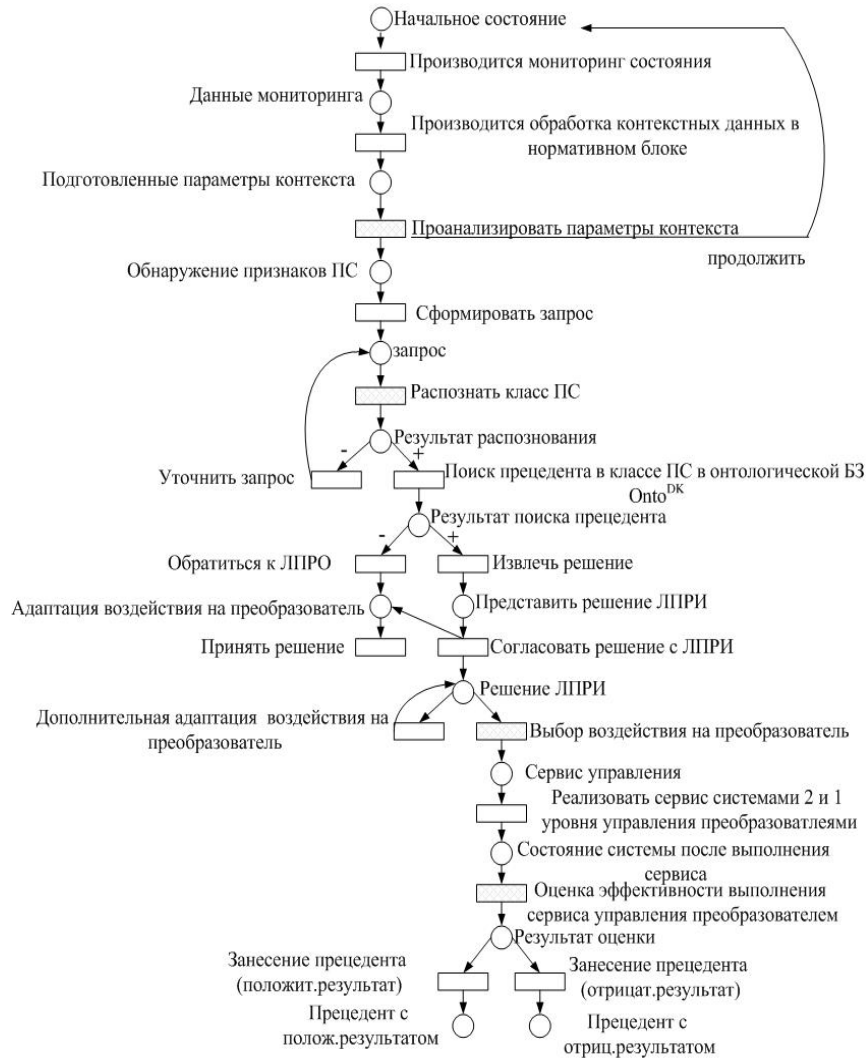 Начальное состояние
Производится мониторинг состояния
Данные мониторинга
Производится обработка контекстных данных в
нормативном блоке
Подготовленные параметры контекста
Проанализировать параметры контекста
продолжить
Обнаружение признаков ПС
Сформировать запрос
запрос
Распознать класс ПС
Результат распознования
- +
Уточнить запрос
Поиск прецедента в классе ПС в онтологической БЗ
Onto^DK
Результат поиска прецедента
- +
Обратиться к ЛПРО
Извлечь решение
Адаптация воздействия на преобразователь
Представить решение ЛПРИ
Принять решение
Согласовать решение с ЛПРИ
Решение ЛПРИ
Дополнительная адаптация воздействия на
преобразователь
Выбор воздействия на преобразователь
Сервис управления
Реализовать сервис системами 2 и 1
уровня управления преобразоватлеями
Состояние системы после выполнения
сервиса
Оценка эффективности выполнения
сервиса управления преобразователем
Результат оценки
Занесение прецедента
(положит.результат)
Занесение прецедента
(отрицат.результат)
Прецедент с
полож.результатом
Прецедент с
отриц.результатом